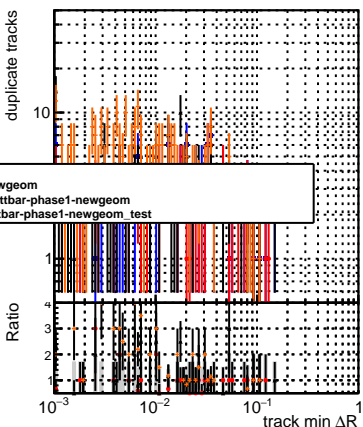 duplicate tracks
10
wgeom
ttbar-phase1-newgeom
tbar-phase1-newgeom_test
1
Ratio
4
3
2
1
10⁻³ 10⁻² 10⁻¹ 1
track min ΔR